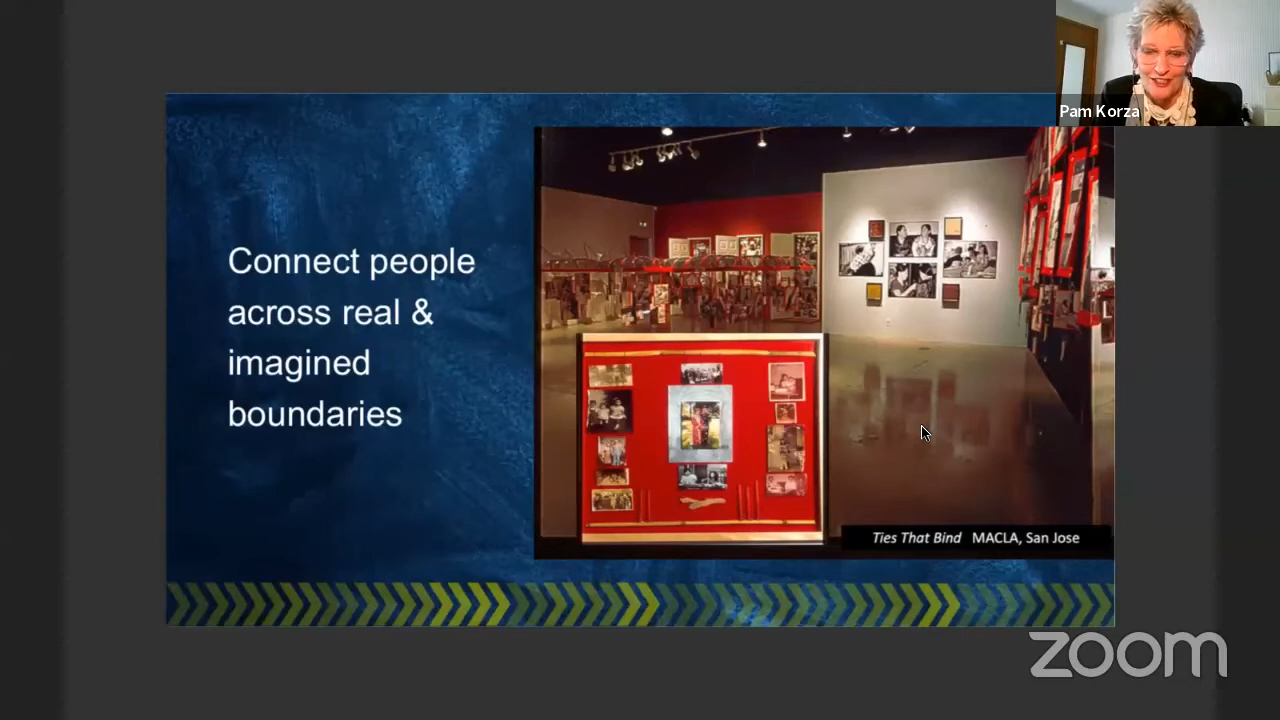 Pam Korza
Connect people
across real &
imagined
boundaries
Ties That Bind MACLA, San Jose
zoom